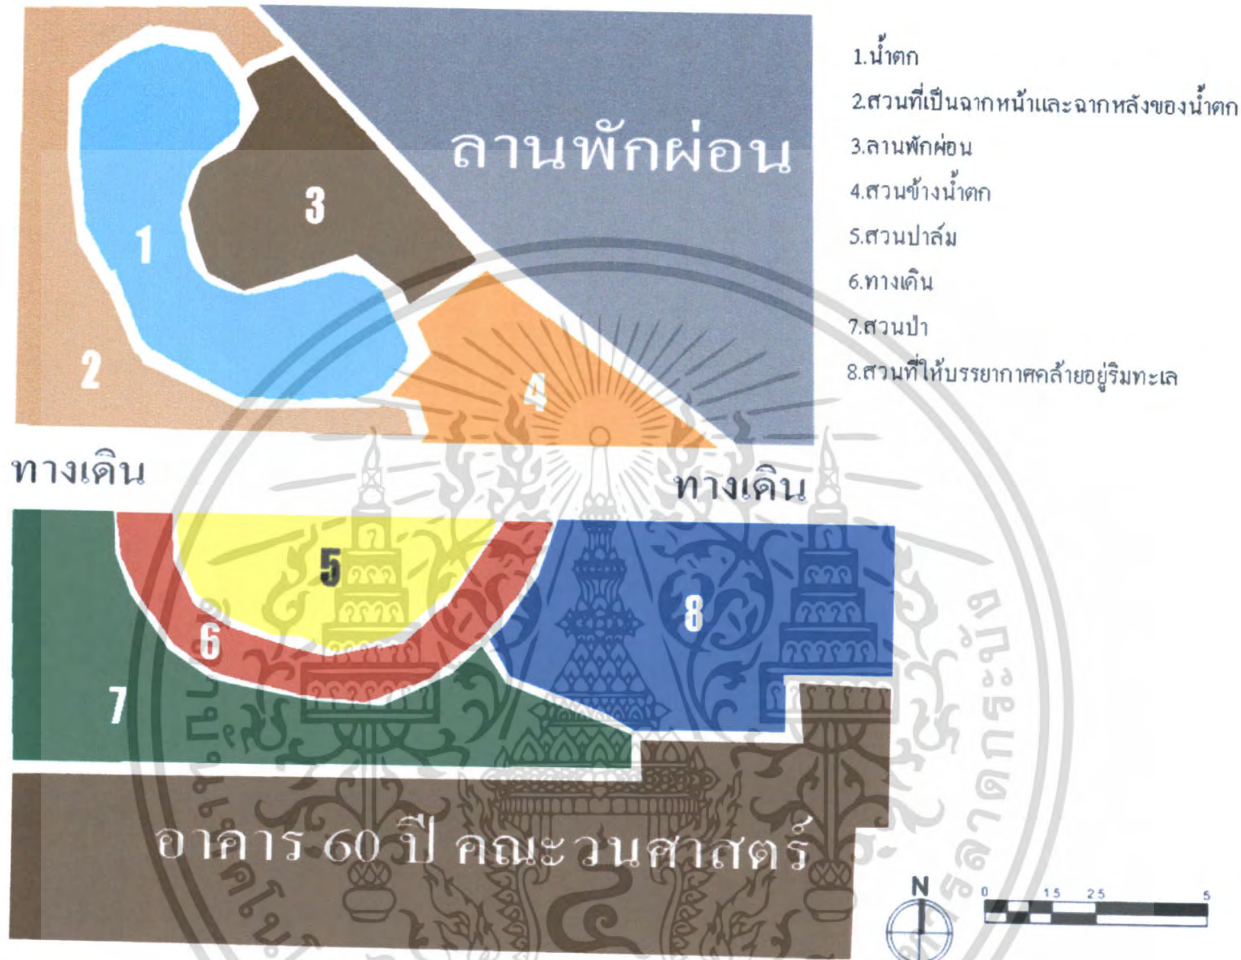 1.น้ำตก
2.สวนที่เป็นฉากหน้าและฉากหลังของน้ำตก
3.ลานพักผ่อน
4.สวนข้างน้ำตก
5.สวนปาล์ม
6.ทางเดิน
7.สวนป่า
8.สวนที่ให้บรรยากาศคล้ายอยู่ริมทะเล
ลานพักผ่อน
3
1
2
4
ทางเดิน
ทางเดิน
5
8
6
7
อาคาร 60 ปี คณะวนศาสตร์
N
0 1.5 2.5 5